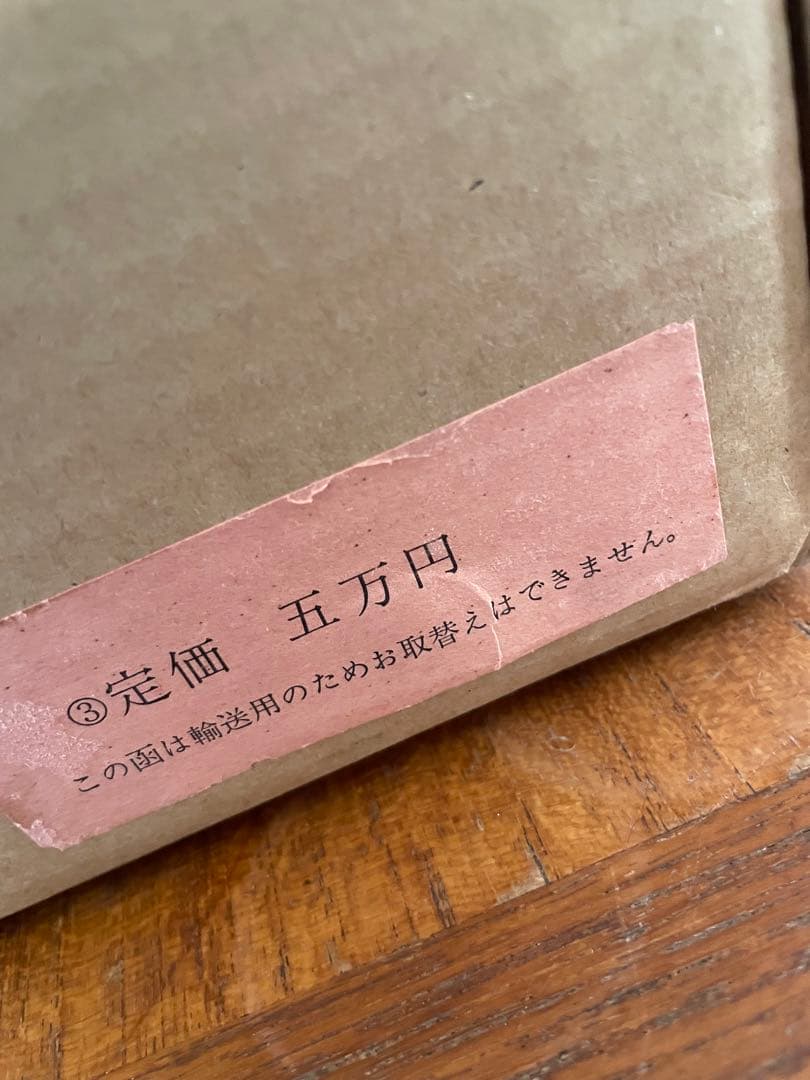 ③定価　五万円
この函は輸送用のためお取替えはできません。